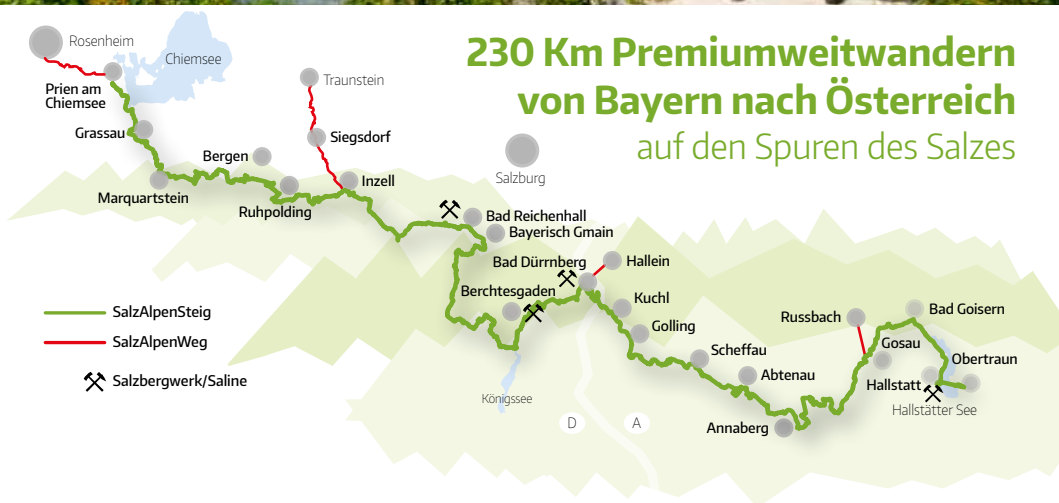 230 Km Premiumweitwandern
von Bayern nach Österreich
auf den Spuren des Salzes
Rosenheim
Chiemsee
Prien am
Chiemsee
Traunstein
Grassau
Siegsdorf
Bergen
Salzburg
Inzell
Marquartstein
Ruhpolding
Bad Reichenhall
Bayerisch Gmain
Bad Dürrnberg
Hallein
Berchtesgaden
Kuchl
Golling
Russbach
Bad Goisern
Gosau
Scheffau
Obertraun
Abtenau
Hallstatt
Königssee
Hallstätter See
D
A
Annaberg
SalzAlpenSteig
SalzAlpenWeg
Salzbergwerk/Saline